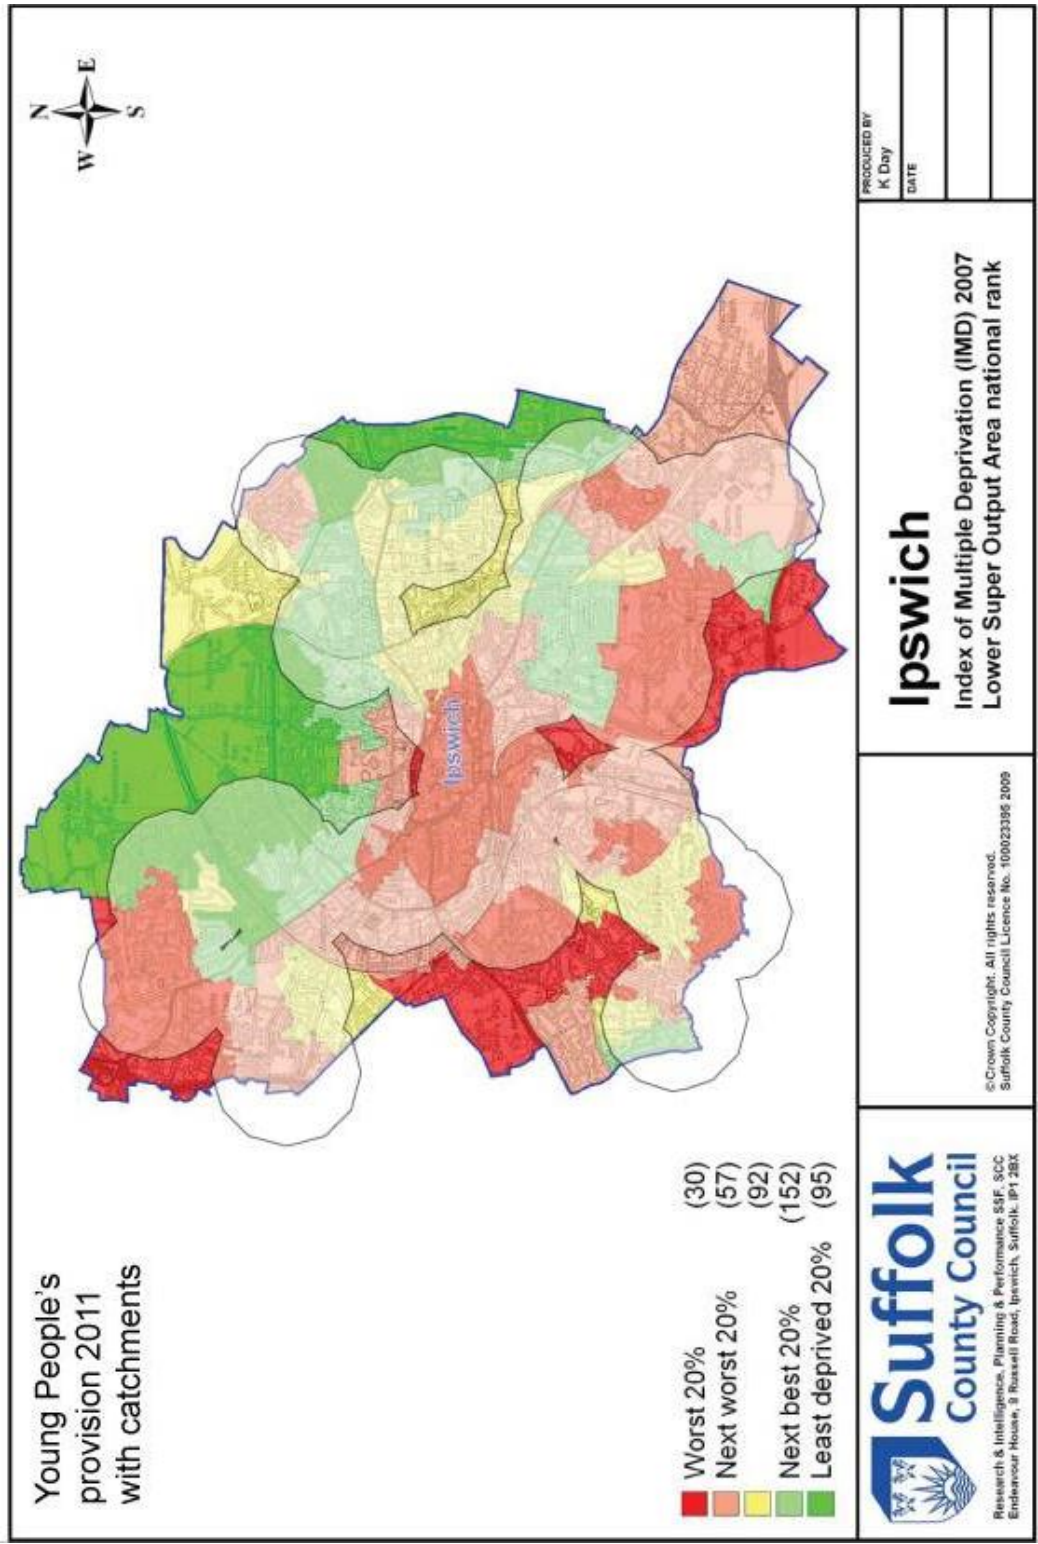 Young People's
provision 2011
with catchments
N
W E
S
Ipswich
Worst 20% (30)
Next worst 20% (57)
(92)
Next best 20% (152)
Least deprived 20% (95)
Suffolk
County Council
Research & Intelligence, Planning & Performance SSF, SCC
Endeavour House, 8 Russell Road, Ipswich, Suffolk. IP1 2BX
©Crown Copyright. All rights reserved.
Suffolk County Council Licence No. 100023395 2009
Ipswich
Index of Multiple Deprivation (IMD) 2007
Lower Super Output Area national rank
PRODUCED BY
K Day
DATE